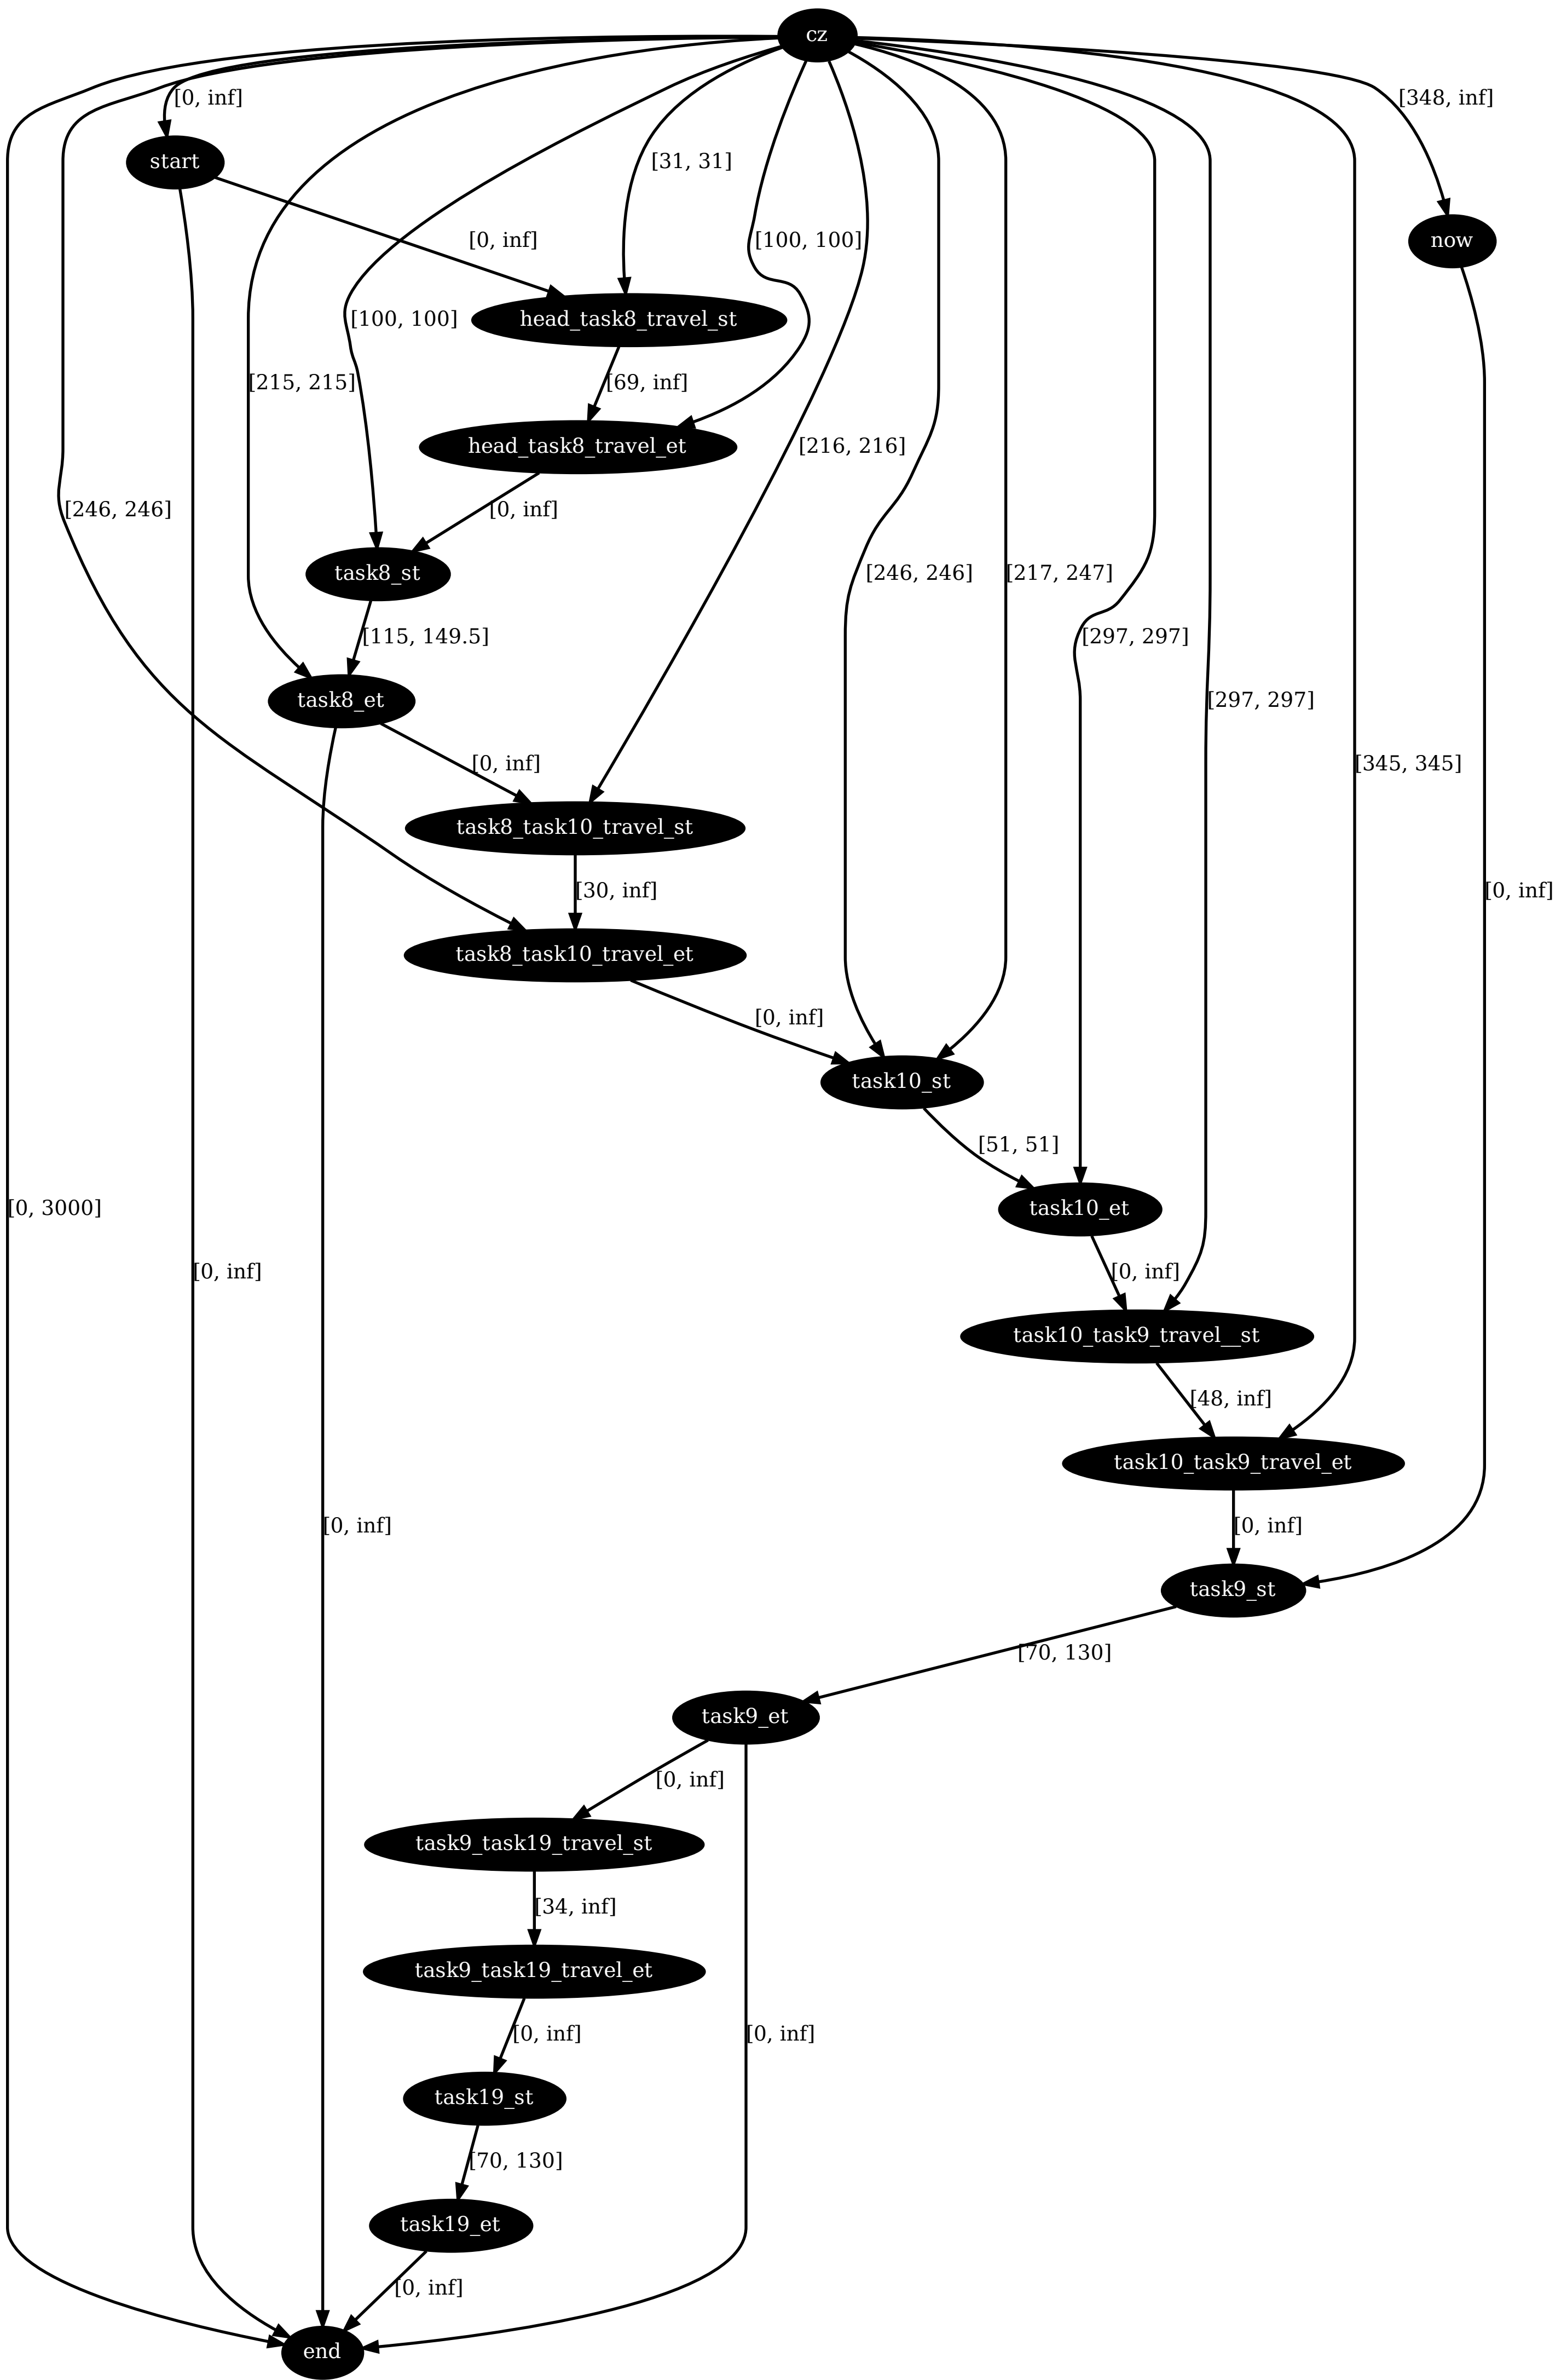 cz
[0, inf]
[348, inf]
start
[31, 31]
now
[0, inf]
[100, 100]
head_task8_travel_st
[100, 100]
[215, 215]
[69, inf]
head_task8_travel_et
[216, 216]
[246, 246]
[0, inf]
task8_st
[246, 246]
[217, 247]
[115, 149.5]
[297, 297]
task8_et
[297, 297]
[0, inf]
[345, 345]
task8_task10_travel_st
[30, inf]
[0, inf]
task8_task10_travel_et
[0, inf]
task10_st
[51, 51]
[0, 3000]
task10_et
[0, inf]
[0, inf]
task10_task9_travel__st
[48, inf]
task10_task9_travel_et
[0, inf]
[0, inf]
task9_st
[70, 130]
task9_et
[0, inf]
task9_task19_travel_st
[34, inf]
task9_task19_travel_et
[0, inf]
[0, inf]
task19_st
[70, 130]
task19_et
[0, inf]
end